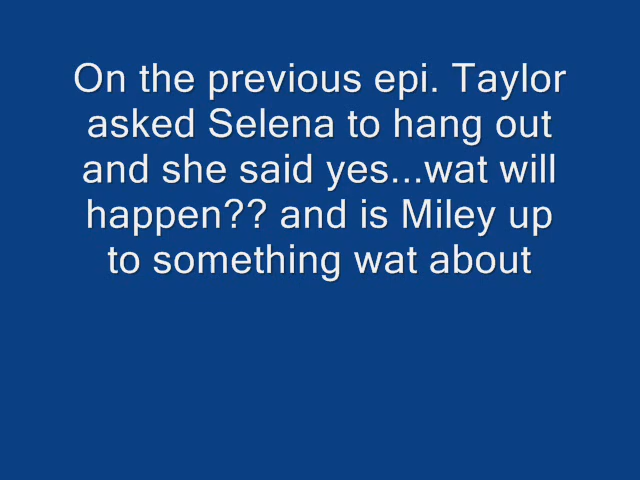 On the previous epi. Taylor
asked Selena to hang out
and she said yes...wat will
happen?? and is Miley up
to something wat about